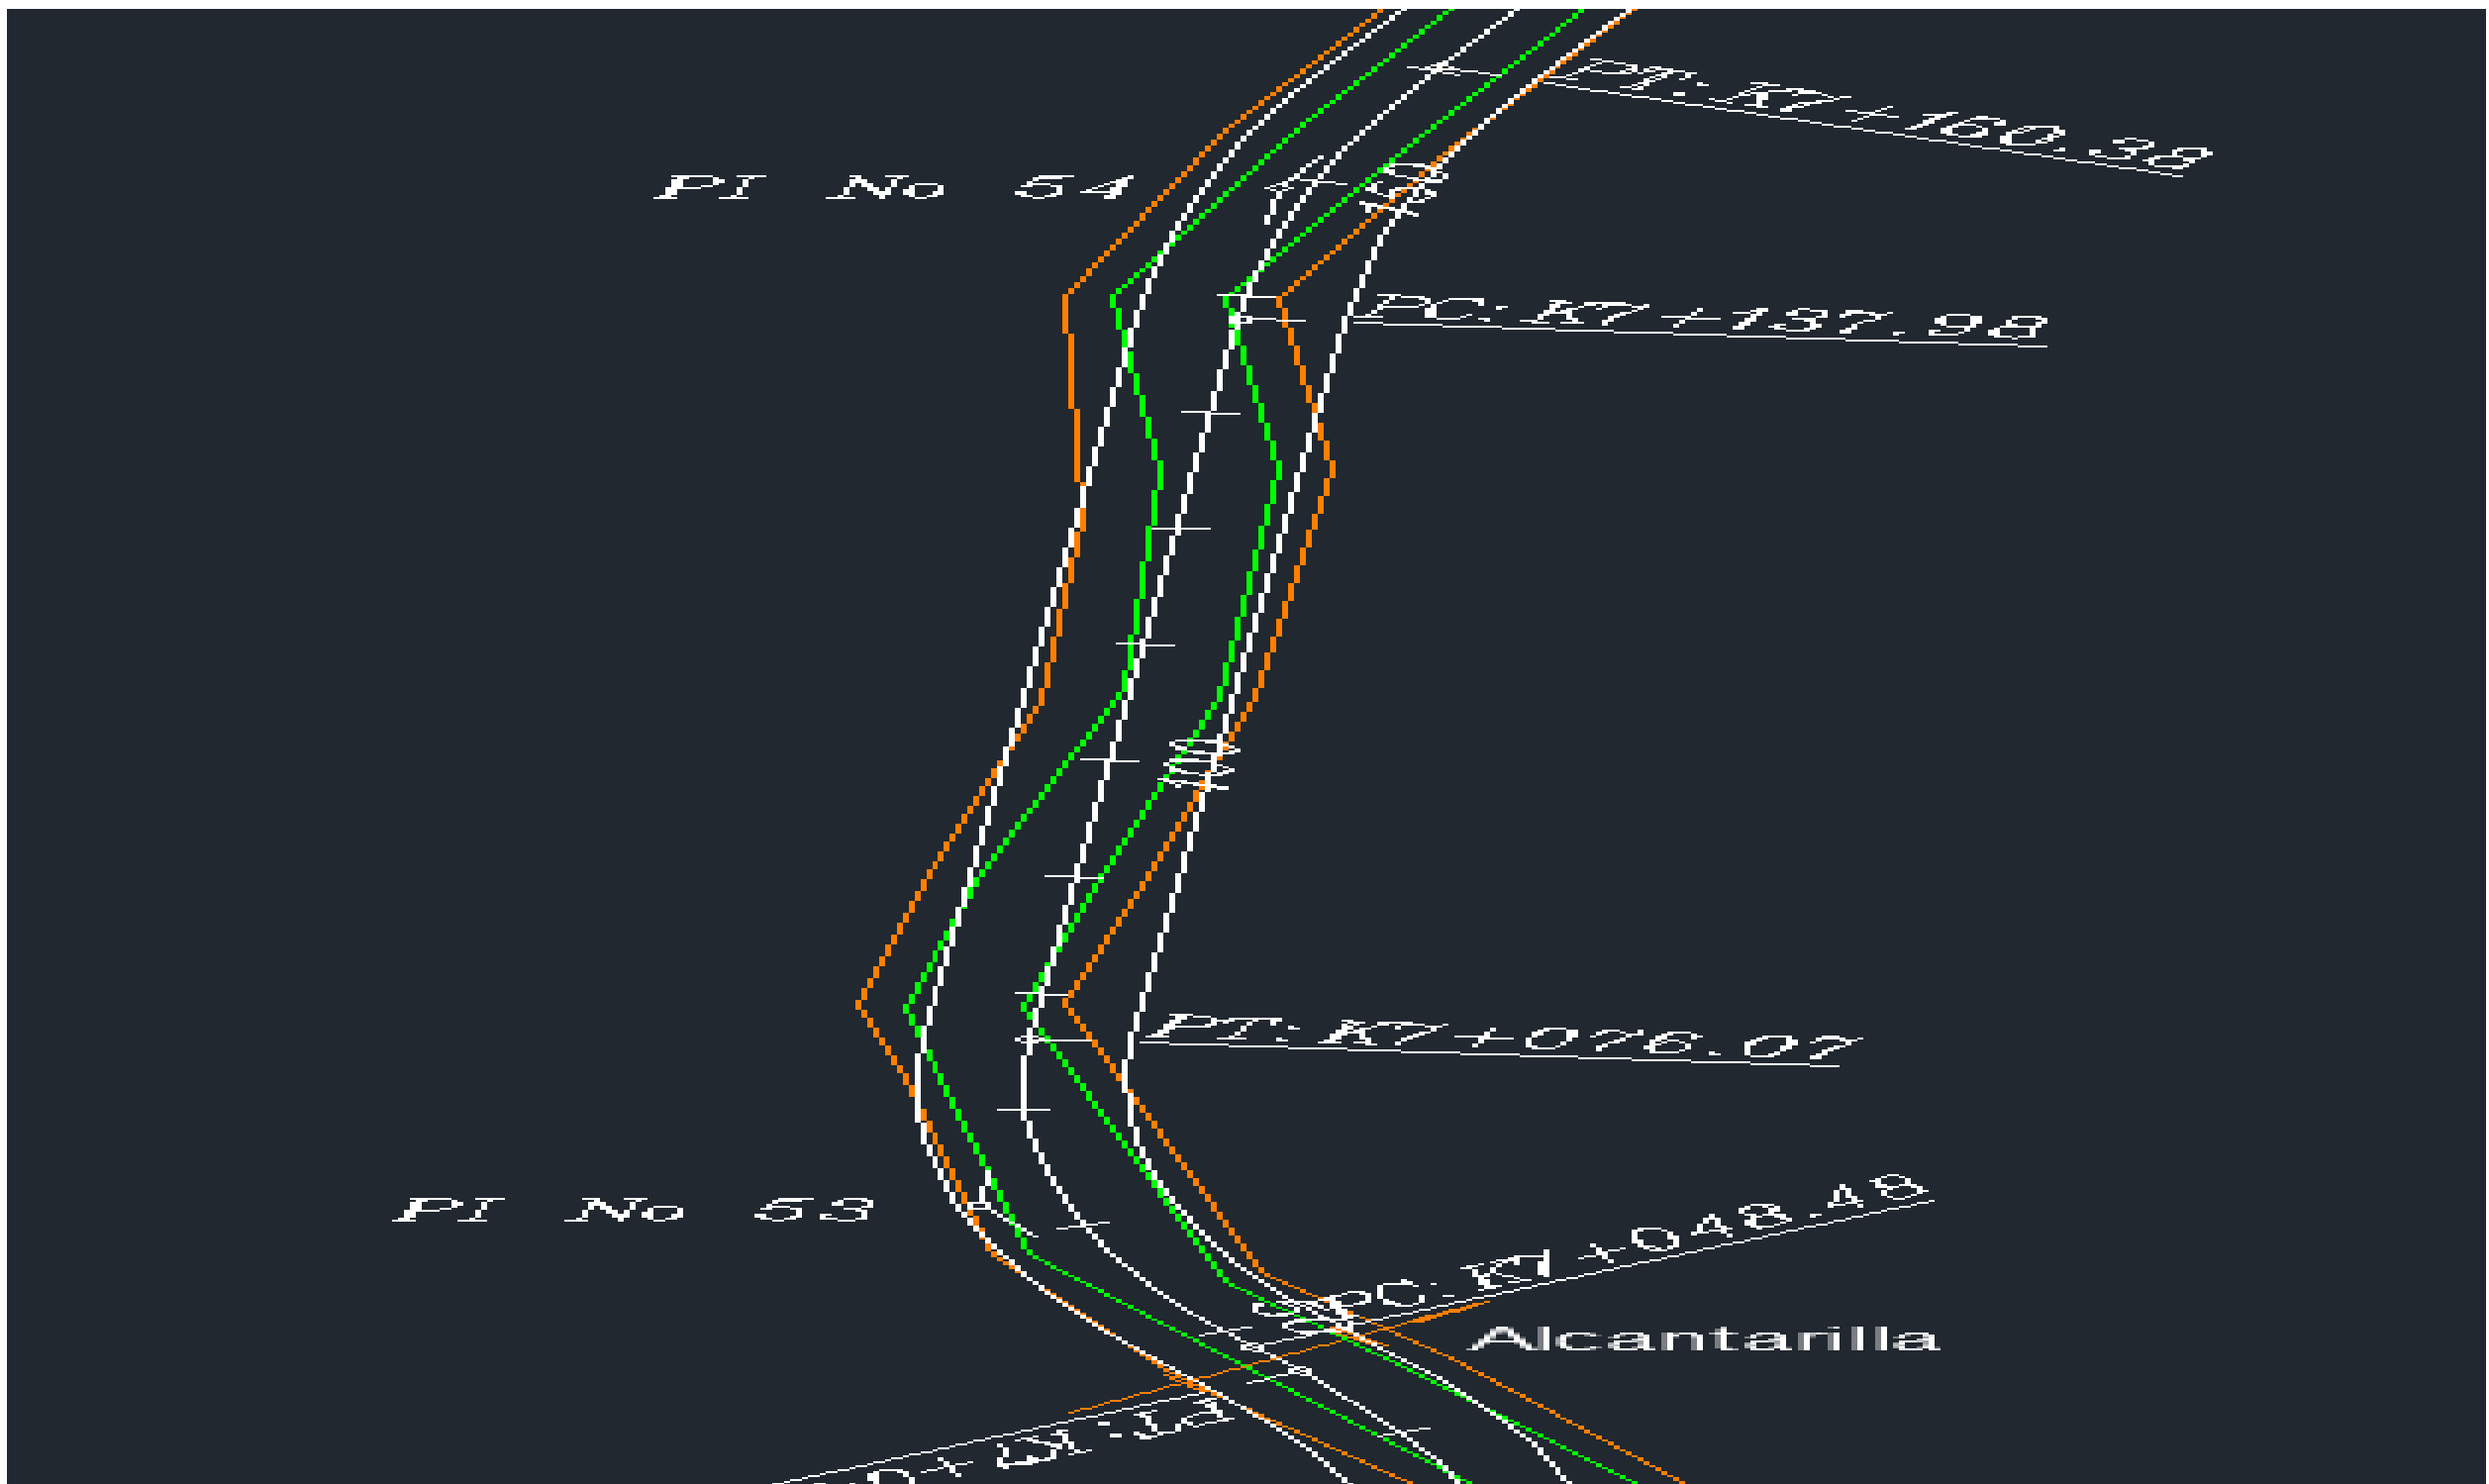 PT: K7+160.38
PI No 54
PC: K7+137.98
PT: K7+076.07
PI No 53
PC: K7+048.48
Alcantarilla